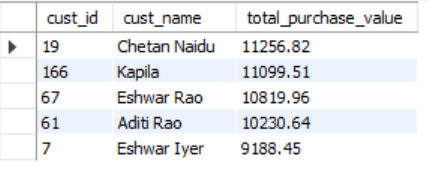 cust_id cust_name total_purchase_value
19 Chetan Naidu 11256.82
166 Kapila 11099.51
67 Eshwar Rao 10819.96
61 Aditi Rao 10230.64
7 Eshwar Iyer 9188.45